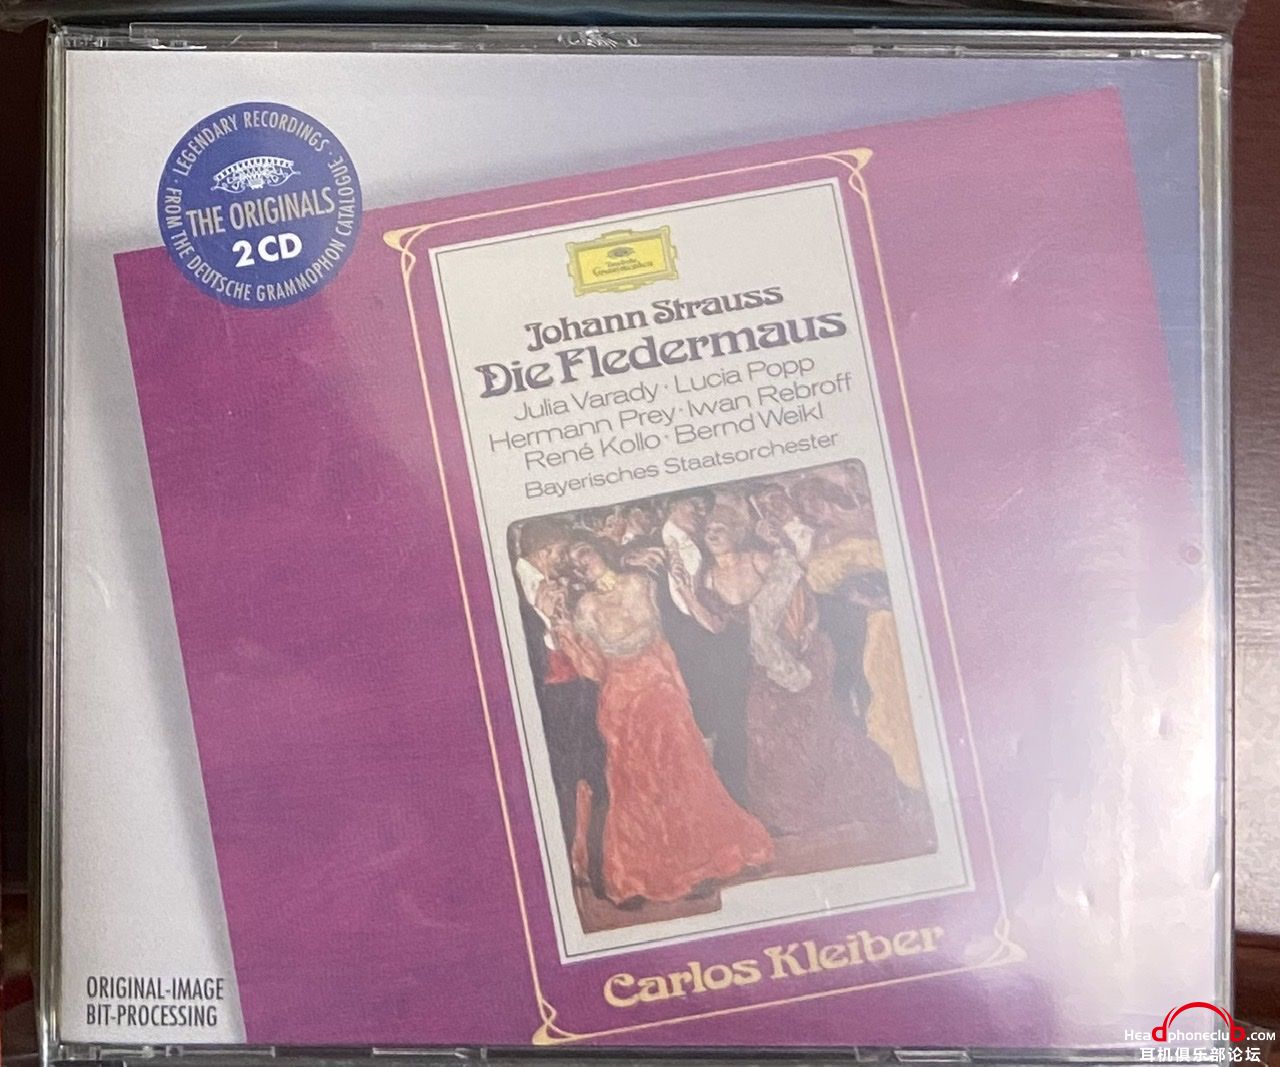 LEGENDARY RECORDINGS · FROM THE DEUTSCHE GRAMMOPHON CATALOGUE ·
THE ORIGINALS
2 CD
Deutsche
Grammophon
Johann Strauss
Die Fledermaus
Julia Varady · Lucia Popp
Hermann Prey · Iwan Rebroff
René Kollo · Bernd Weikl
Bayerisches Staatsorchester
Carlos Kleiber
ORIGINAL-IMAGE
BIT-PROCESSING
Headphoneclub.com
耳机俱乐部论坛